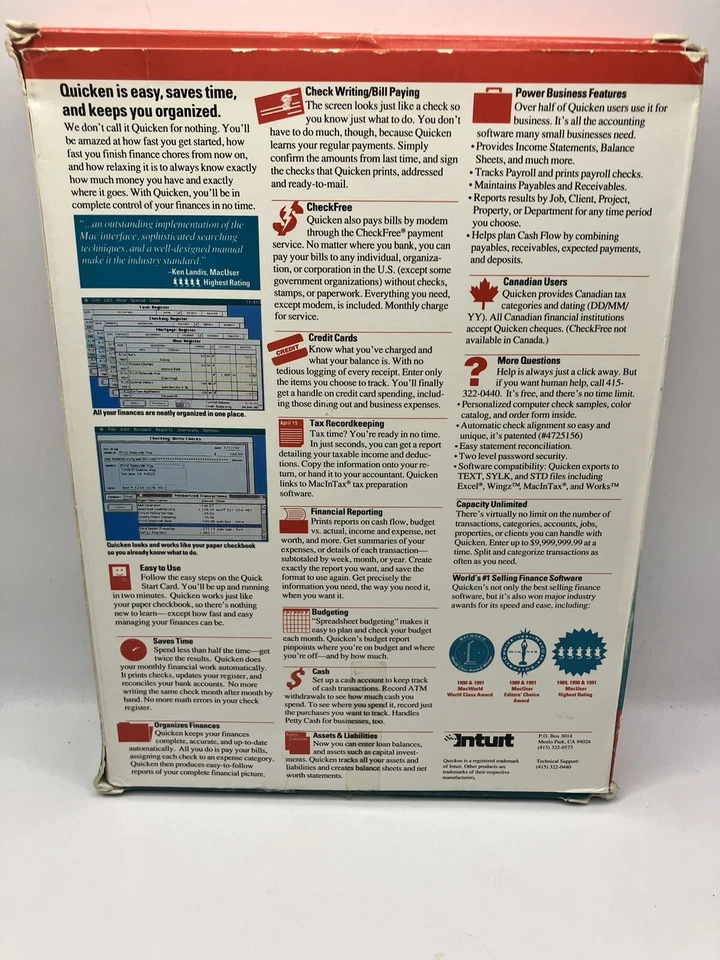 Quicken is easy, saves time,
and keeps you organized.
We don't call it Quicken for nothing. You'll
be amazed at how fast you get started, how
fast you finish finance chores from now on,
and how relaxing it is to always know exactly
how much money you have and exactly
where it goes. With Quicken, you'll be in
complete control of your finances in no time.
"...an outstanding implementation of the
Mac interface, sophisticated searching
techniques, and a well-designed manual
make it the industry standard."
–Ken Landis, MacUser
Highest Rating
Cash Register
Checking Register
Mortgage Register
All your finances are neatly organized in one place.
Checking: Write Checks
Memorized Transactions
Quicken looks and works like your paper checkbook
so you already know what to do.
Easy to Use
Follow the easy steps on the Quick
Start Card. You'll be up and running
in two minutes. Quicken works just like
your paper checkbook, so there's nothing
new to learn—except how fast and easy
managing your finances can be.
Saves Time
Spend less than half the time—get
twice the results. Quicken does
your monthly financial work automatically.
It prints checks, updates your register, and
reconciles your bank accounts. No more
writing the same check month after month by
hand. No more math errors in your check
register.
Organizes Finances
Quicken keeps your finances
complete, accurate, and up-to-date
automatically. All you do is pay your bills,
assigning each check to an expense category.
Quicken then produces easy-to-follow
reports of your complete financial picture.
Check Writing/Bill Paying
The screen looks just like a check so
you know just what to do. You don't
have to do much, though, because Quicken
learns your regular payments. Simply
confirm the amounts from last time, and sign
the checks that Quicken prints, addressed
and ready-to-mail.
CheckFree
Quicken also pays bills by modem
through the CheckFree® payment
service. No matter where you bank, you can
pay your bills to any individual, organiza-
tion, or corporation in the U.S. (except some
government organizations) without checks,
stamps, or paperwork. Everything you need,
except modem, is included. Monthly charge
for service.
CREDIT
Credit Cards
Know what you've charged and
what your balance is. With no
tedious logging of every receipt. Enter only
the items you choose to track. You'll finally
get a handle on credit card spending, includ-
ing those dining out and business expenses.
April 15
Tax Recordkeeping
Tax time? You're ready in no time.
In just seconds, you can get a report
detailing your taxable income and deduc-
tions. Copy the information onto your re-
turn, or hand it to your accountant. Quicken
links to MacInTax® tax preparation
software.
Financial Reporting
Prints reports on cash flow, budget
vs. actual, income and expense, net
worth, and more. Get summaries of your
expenses, or details of each transaction—
subtotaled by week, month, or year. Create
exactly the report you want, and save the
format to use again. Get precisely the
information you need, the way you need it,
when you want it.
Budgeting
"Spreadsheet budgeting" makes it
easy to plan and check your budget
each month. Quicken's budget report
pinpoints where you're on budget and where
you're off—and by how much.
Cash
Set up a cash account to keep track
of cash transactions. Record ATM
withdrawals to see how much cash you
spend. To see where you spend it, record just
the purchases you want to track. Handles
Petty Cash for businesses, too.
Assets & Liabilities
Now you can enter loan balances,
and assets such as capital invest-
ments. Quicken tracks all your assets and
liabilities and creates balance sheets and net
worth statements.
Power Business Features
Over half of Quicken users use it for
business. It's all the accounting
software many small businesses need.
• Provides Income Statements, Balance
Sheets, and much more.
• Tracks Payroll and prints payroll checks.
• Maintains Payables and Receivables.
• Reports results by Job, Client, Project,
Property, or Department for any time period
you choose.
• Helps plan Cash Flow by combining
payables, receivables, expected payments,
and deposits.
Canadian Users
Quicken provides Canadian tax
categories and dating (DD/MM/
YY). All Canadian financial institutions
accept Quicken cheques. (CheckFree not
available in Canada.)
?
More Questions
Help is always just a click away. But
if you want human help, call 415-
322-0440. It's free, and there's no time limit.
• Personalized computer check samples, color
catalog, and order form inside.
• Automatic check alignment so easy and
unique, it's patented (#4725156)
• Easy statement reconciliation.
• Two level password security.
• Software compatibility: Quicken exports to
TEXT, SYLK, and STD files including
Excel®, Wingz™, MacInTax®, and Works™
Capacity Unlimited
There's virtually no limit on the number of
transactions, categories, accounts, jobs,
properties, or clients you can handle with
Quicken. Enter up to $9,999,999.99 at a
time. Split and categorize transactions as
often as you need.
World's #1 Selling Finance Software
Quicken's not only the best selling finance
software, but it's also won major industry
awards for its speed and ease, including:
1990 & 1991
MacWorld
World Class Award
1989 & 1991
MacUser
Editors' Choice
Award
1989, 1990 & 1991
MacUser
Highest Rating
Intuit
P.O. Box 3014
Menlo Park, CA 94026
(415) 322-0573
Quicken is a registered trademark
of Intuit. Other products are
trademarks of their respective
manufacturers.
Technical Support:
(415) 322-0440